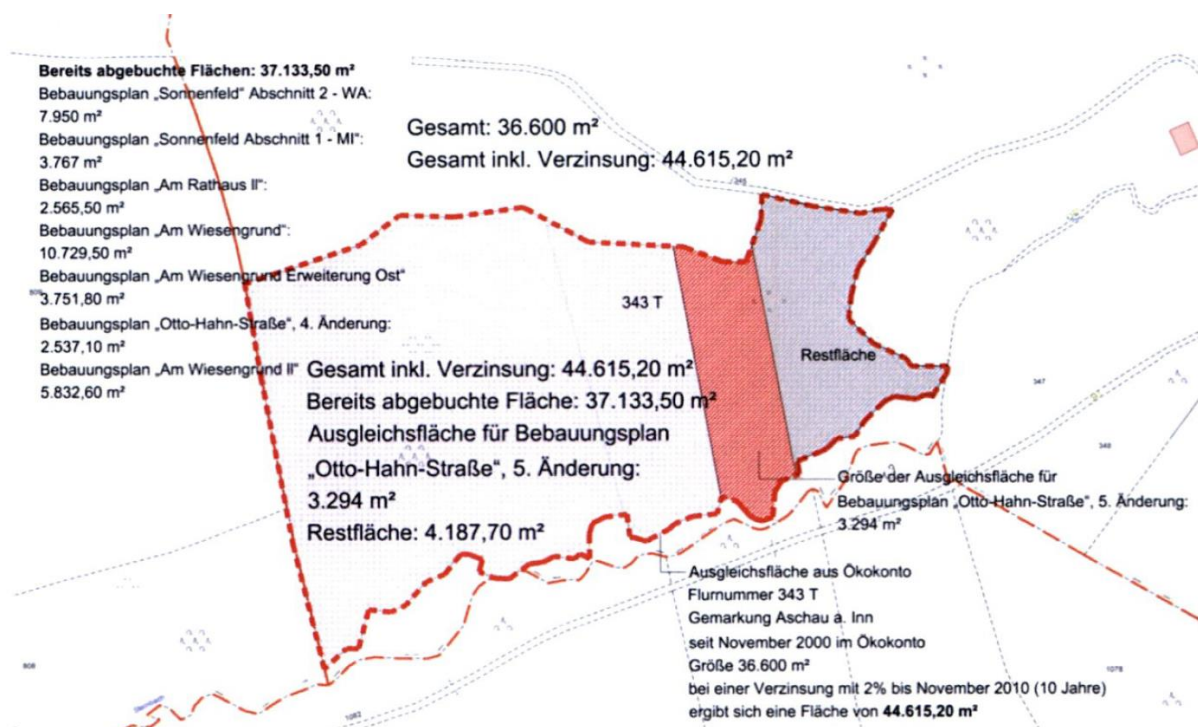 Bereits abgebuchte Flächen: 37.133,50 m²
Bebauungsplan „Sonnenfeld" Abschnitt 2 - WA:
7.950 m²
Bebauungsplan „Sonnenfeld Abschnitt 1 - MI":
3.767 m²
Bebauungsplan „Am Rathaus II":
2.565,50 m²
Bebauungsplan „Am Wiesengrund":
10.729,50 m²
Bebauungsplan „Am Wiesengrund Erweiterung Ost"
3.751,80 m²
Bebauungsplan „Otto-Hahn-Straße", 4. Änderung:
2.537,10 m²
Bebauungsplan „Am Wiesengrund II"
5.832,60 m²
Gesamt: 36.600 m²
Gesamt inkl. Verzinsung: 44.615,20 m²
343 T
Restfläche
347
348
Gesamt inkl. Verzinsung: 44.615,20 m²
Bereits abgebuchte Fläche: 37.133,50 m²
Ausgleichsfläche für Bebauungsplan
„Otto-Hahn-Straße", 5. Änderung:
3.294 m²
Restfläche: 4.187,70 m²
Größe der Ausgleichsfläche für
Bebauungsplan „Otto-Hahn-Straße", 5. Änderung:
3.294 m²
Ausgleichsfläche aus Ökokonto
Flurnummer 343 T
Gemarkung Aschau a. Inn
seit November 2000 im Ökokonto
Größe 36.600 m²
bei einer Verzinsung mit 2% bis November 2010 (10 Jahre)
ergibt sich eine Fläche von 44.615,20 m²
808
1078
1082